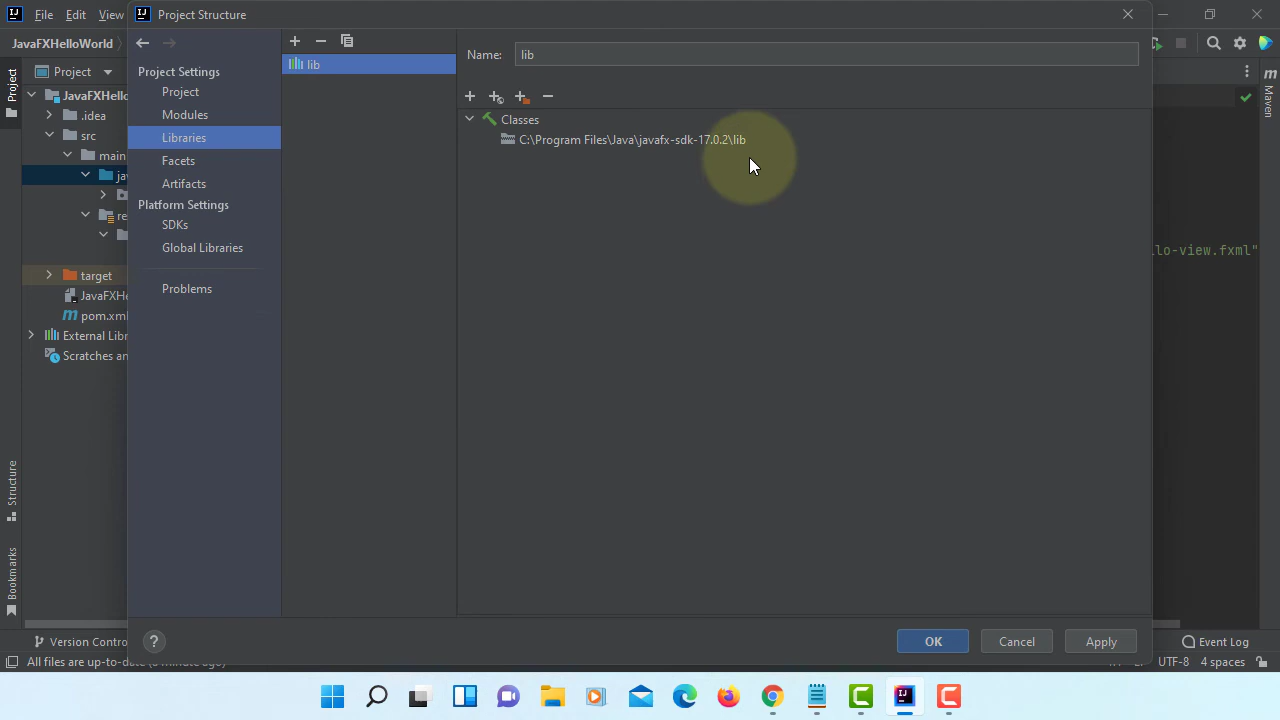 File Edit View
Project Structure
JavaFXHelloWorld
Project
Project
JavaFXHello
.idea
src
main
target
pom.xml
External Lib
Scratches an
Structure
Bookmarks
Project Settings
Project
Modules
Libraries
Facets
Artifacts
Platform Settings
SDKs
Global Libraries
Problems
lib
Name: lib
Classes
C:\Program Files\Java\javafx-sdk-17.0.2\lib
lo-view.fxml"
Maven
? OK Cancel Apply
Version Contro
Event Log
All files are up-to-date
UTF-8 4 spaces